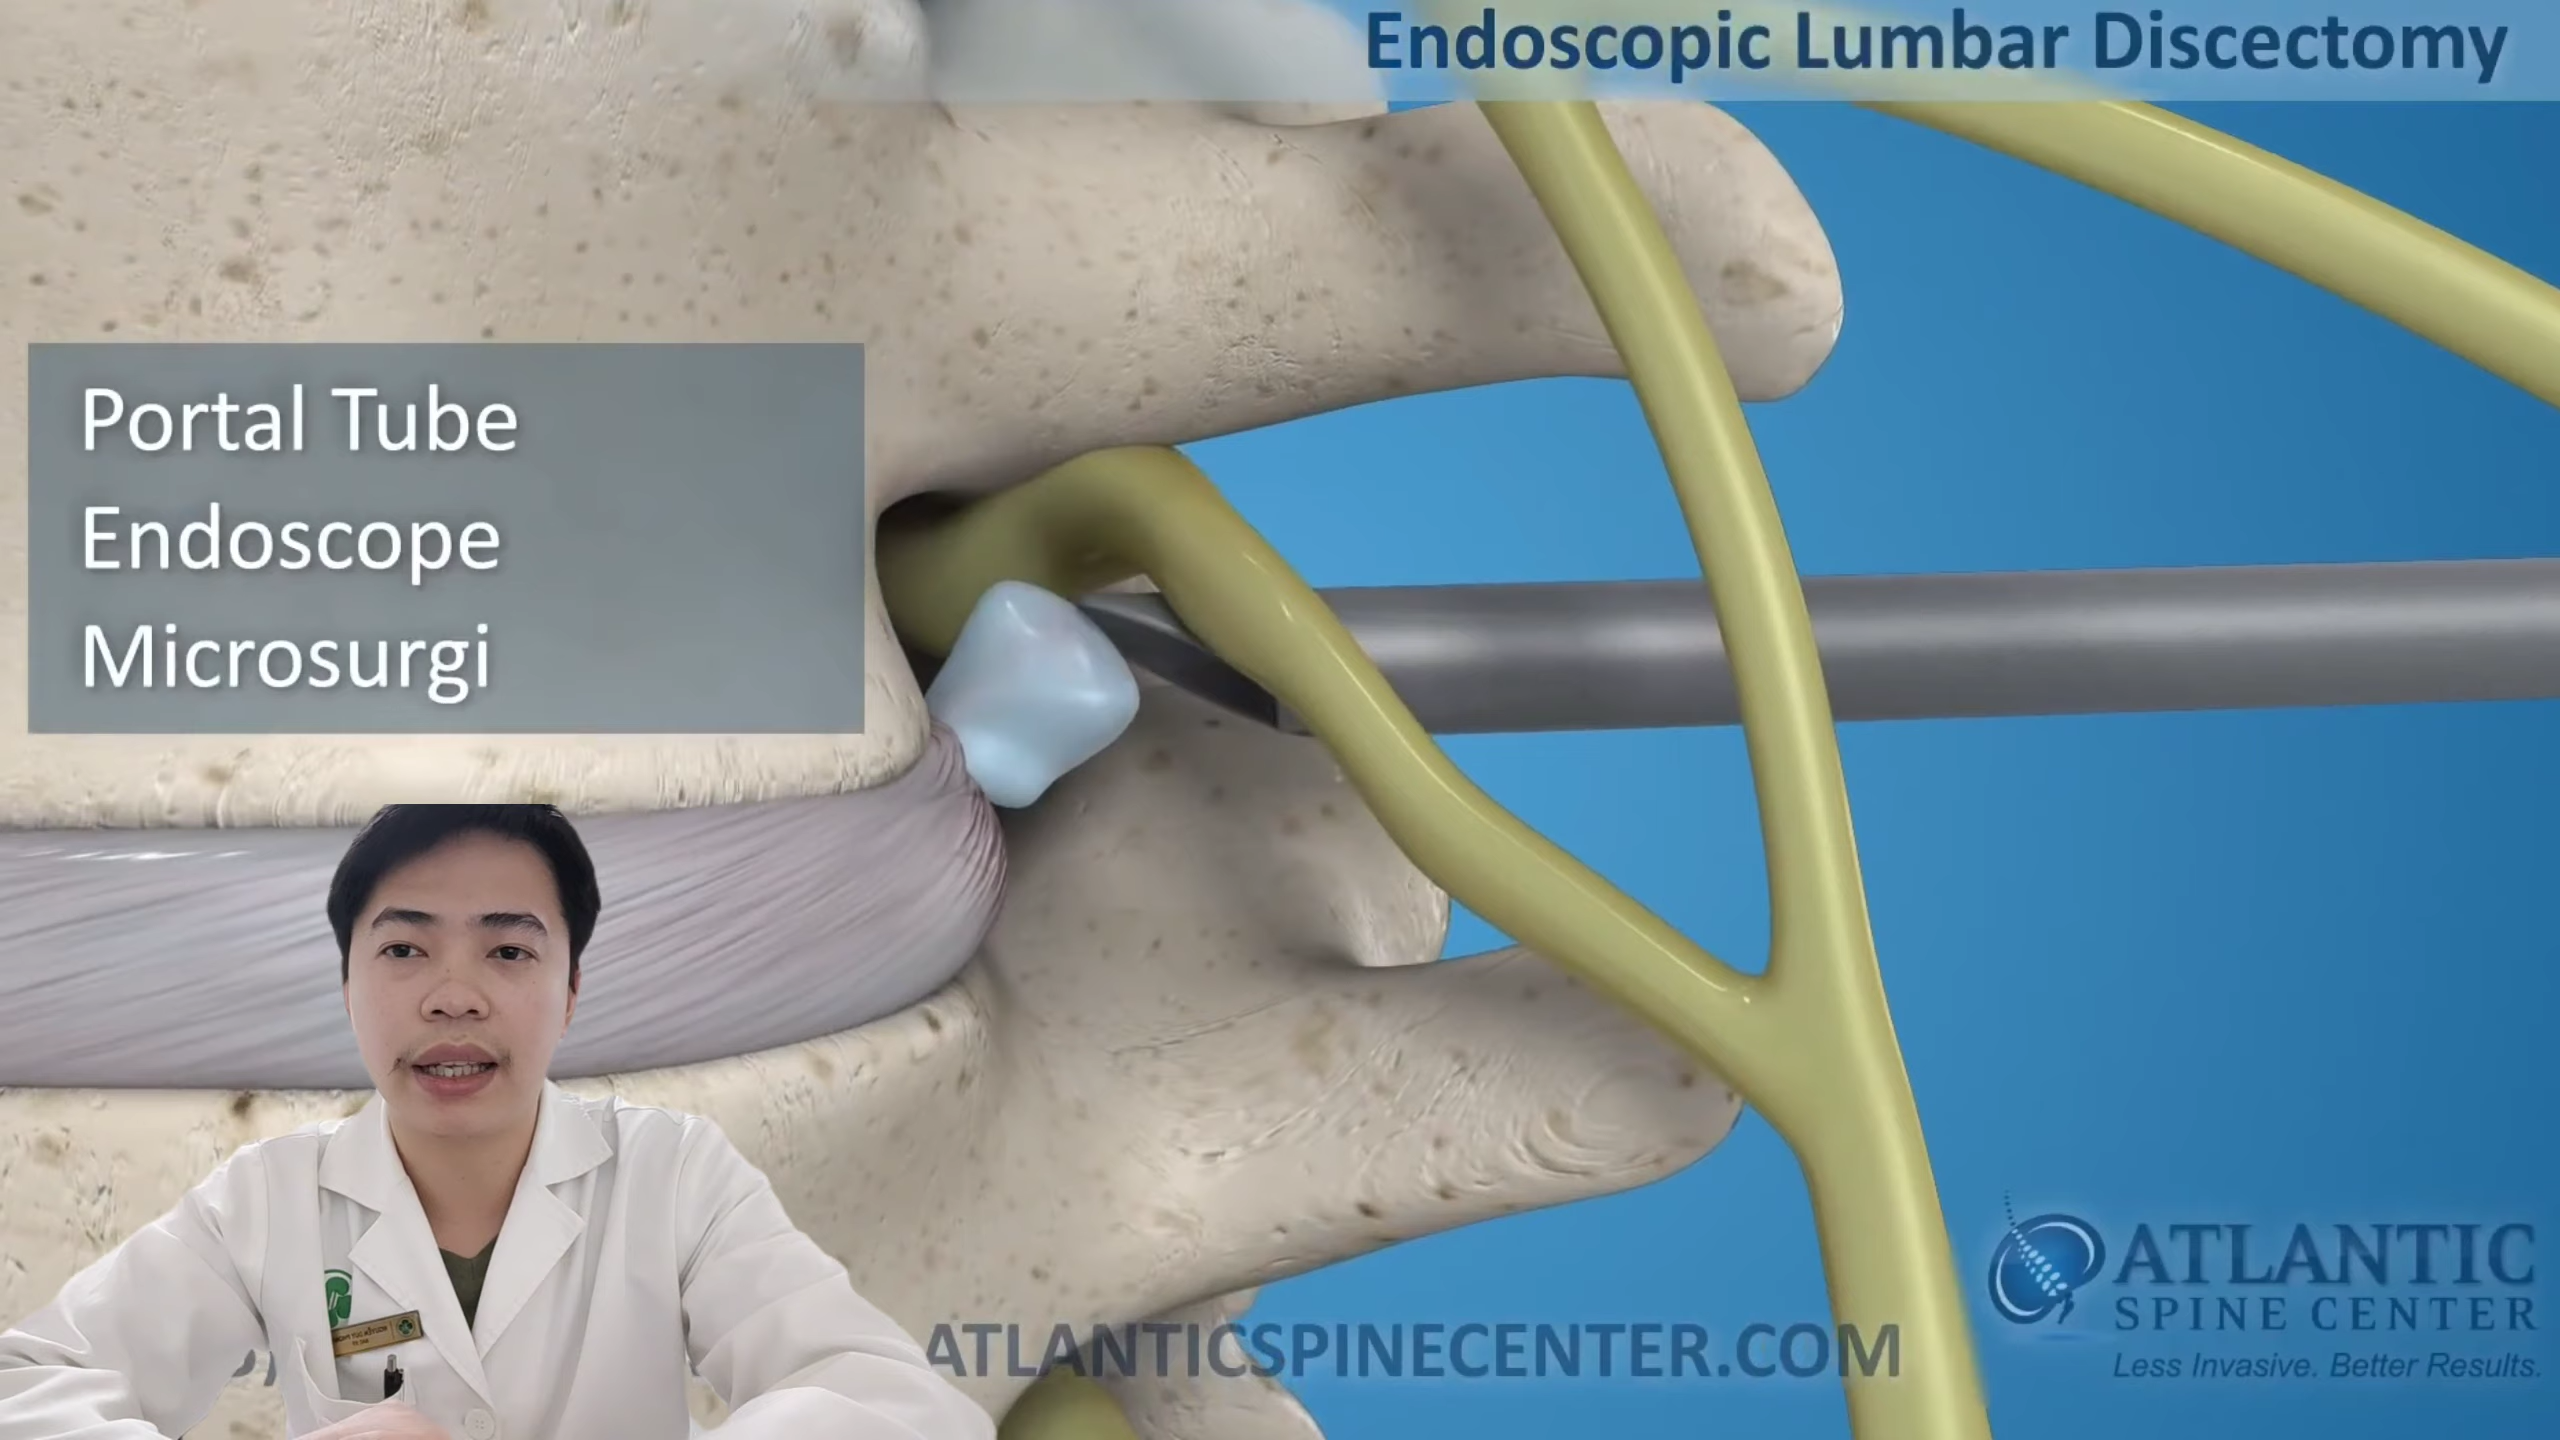 Endoscopic Lumbar Discectomy
Portal Tube
Endoscope
Microsurgi
ATLANTIC
SPINE CENTER
Less Invasive. Better Results.
ATLANTICSPINECENTER.COM